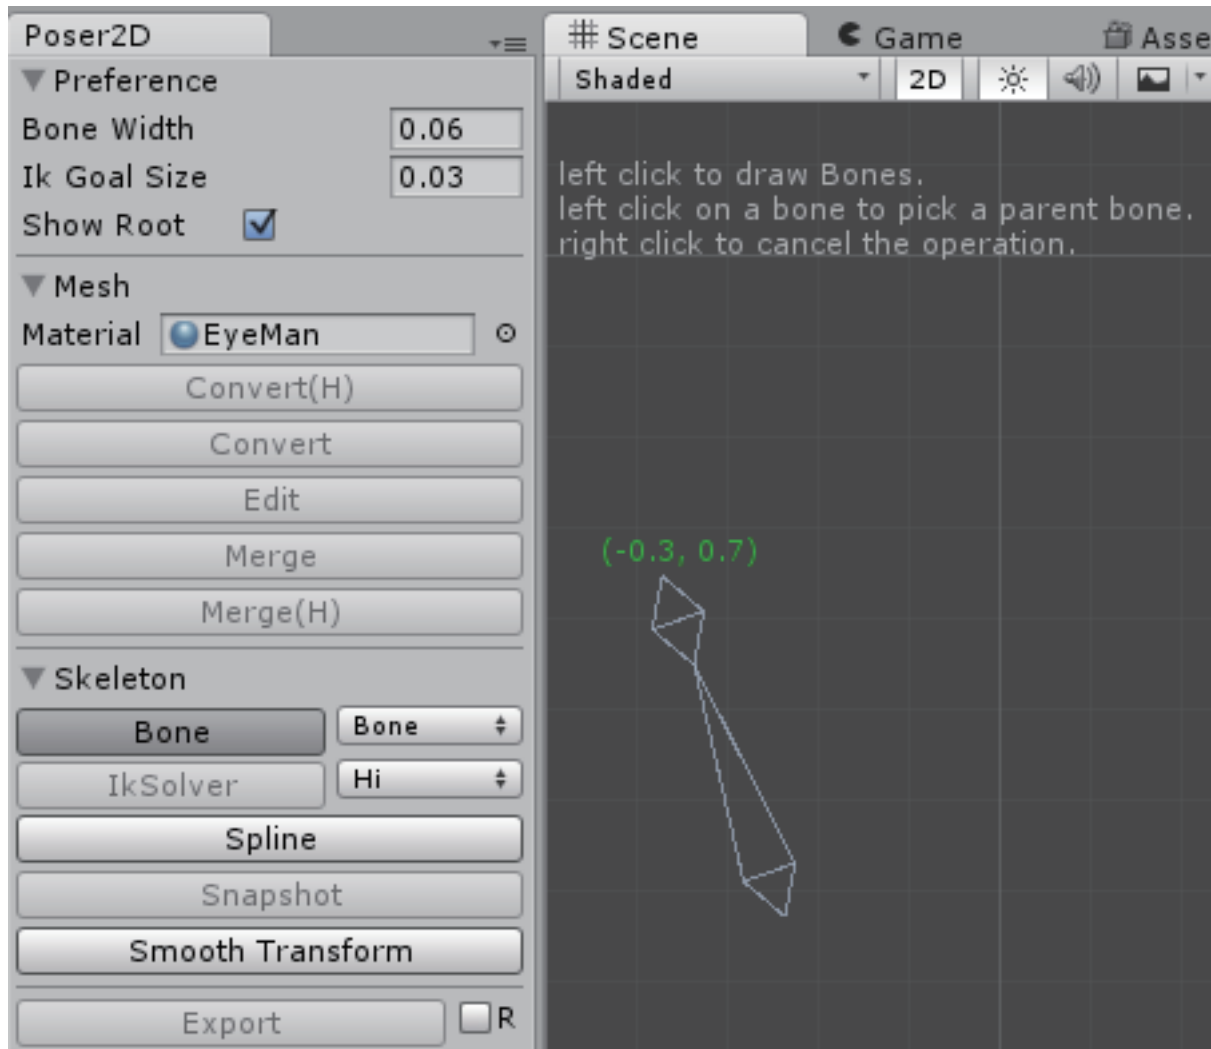 Poser2D
Preference
Bone Width 0.06
Ik Goal Size 0.03
Show Root
Mesh
Material EyeMan
Convert(H)
Convert
Edit
Merge
Merge(H)
Skeleton
Bone Bone
IkSolver Hi
Spline
Snapshot
Smooth Transform
Export R
Scene Game Asse
Shaded 2D
left click to draw Bones.
left click on a bone to pick a parent bone.
right click to cancel the operation.
(-0.3, 0.7)